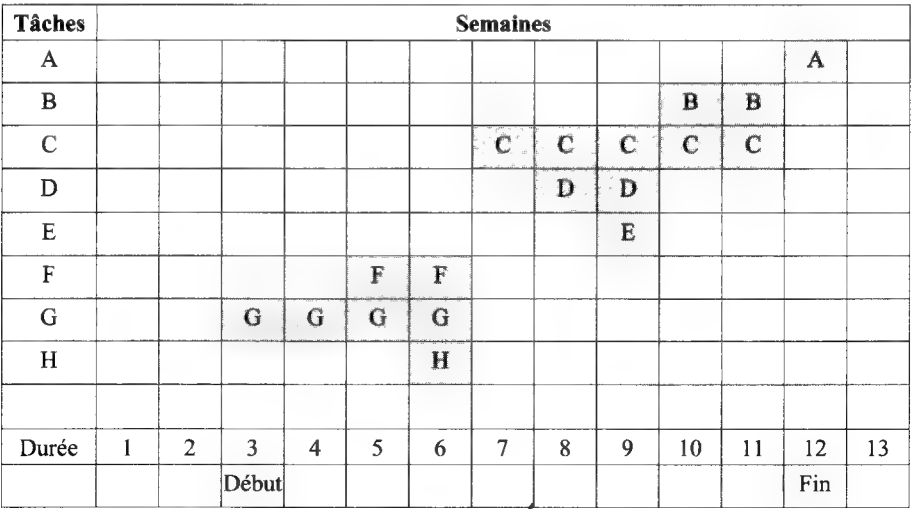 Tâches Semaines
A A
B B B
C C C C C C
D D D
E E
F F F
G G G G G
H H
Durée 1 2 3 4 5 6 7 8 9 10 11 12 13
Début Fin